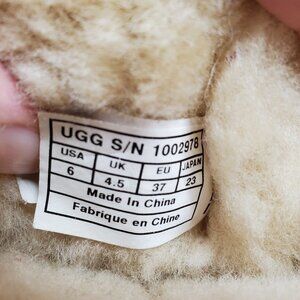 UGG S/N 1002978
USA UK EU JAPAN
6 4.5 37 23
Made In China
Fabrique en Chine